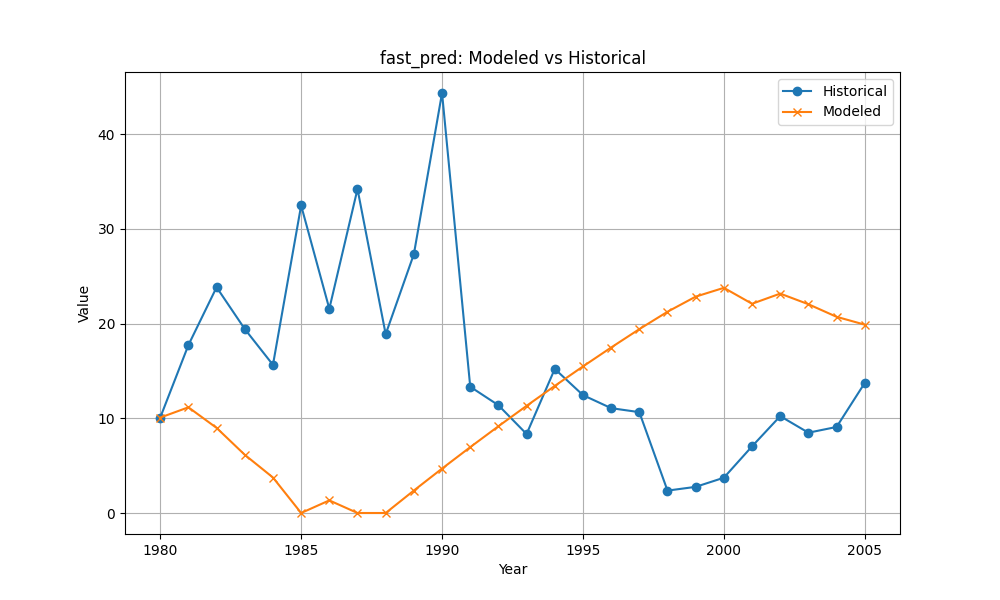 fast_pred: Modeled vs Historical
Historical
Modeled
Value
40
30
20
10
0
1980
1985
1990
1995
2000
2005
Year